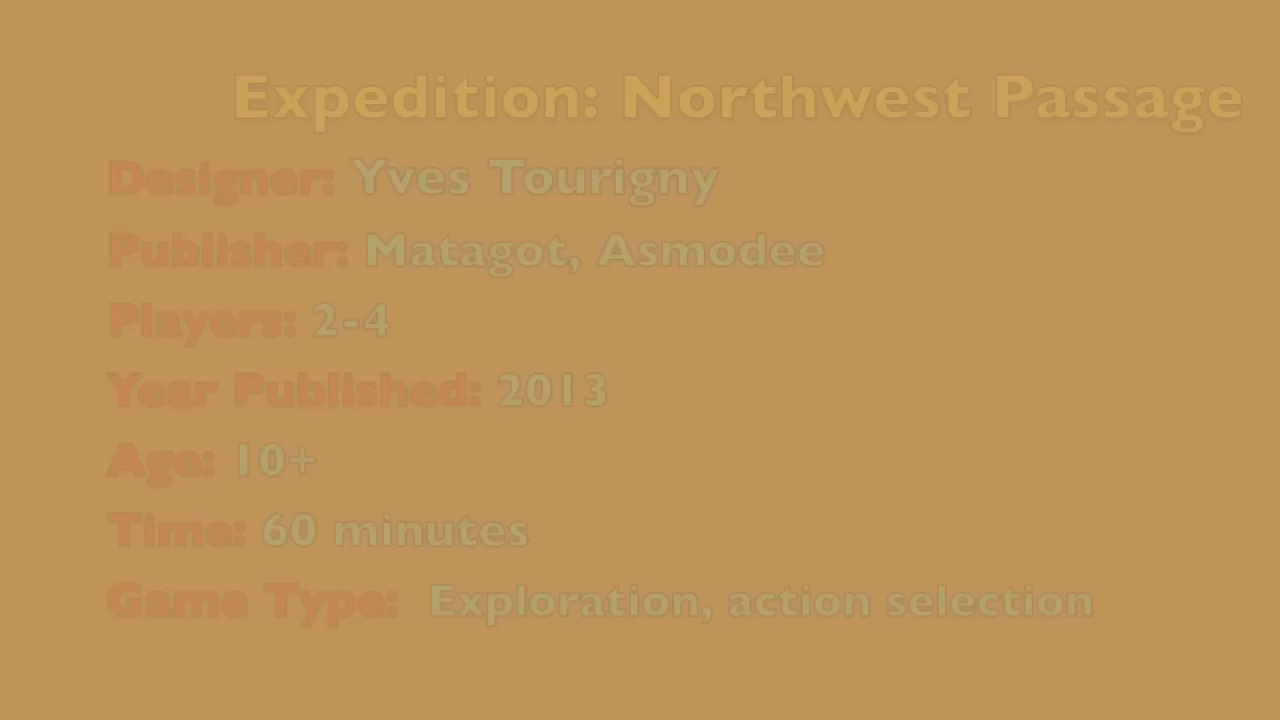 Expedition: Northwest Passage
Designer: Yves Tourigny
Publisher: Matagot, Asmodee
Players: 2-4
Year Published: 2013
Age: 10+
Time: 60 minutes
Game Type: Exploration, action selection